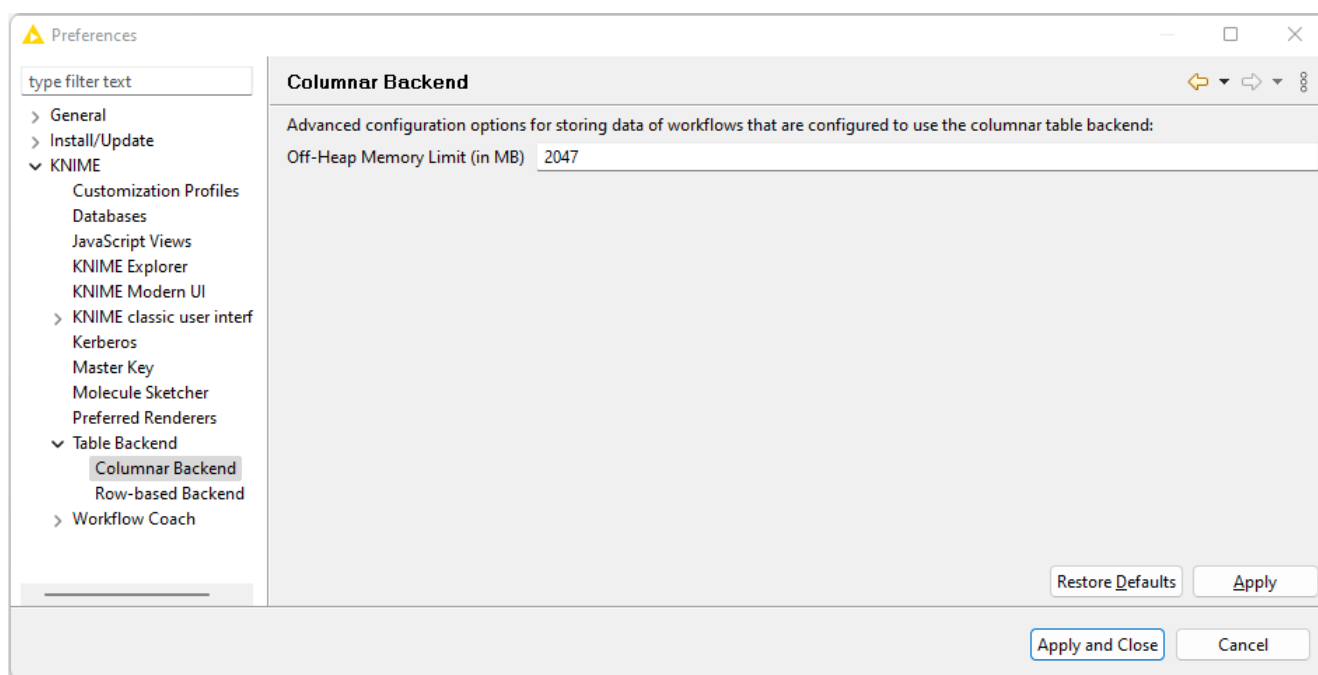 Preferences
type filter text
General
Install/Update
KNIME
Customization Profiles
Databases
JavaScript Views
KNIME Explorer
KNIME Modern UI
KNIME classic user interf
Kerberos
Master Key
Molecule Sketcher
Preferred Renderers
Table Backend
Columnar Backend
Row-based Backend
Workflow Coach
Columnar Backend
Advanced configuration options for storing data of workflows that are configured to use the columnar table backend:
Off-Heap Memory Limit (in MB) 2047
Restore Defaults Apply
Apply and Close Cancel